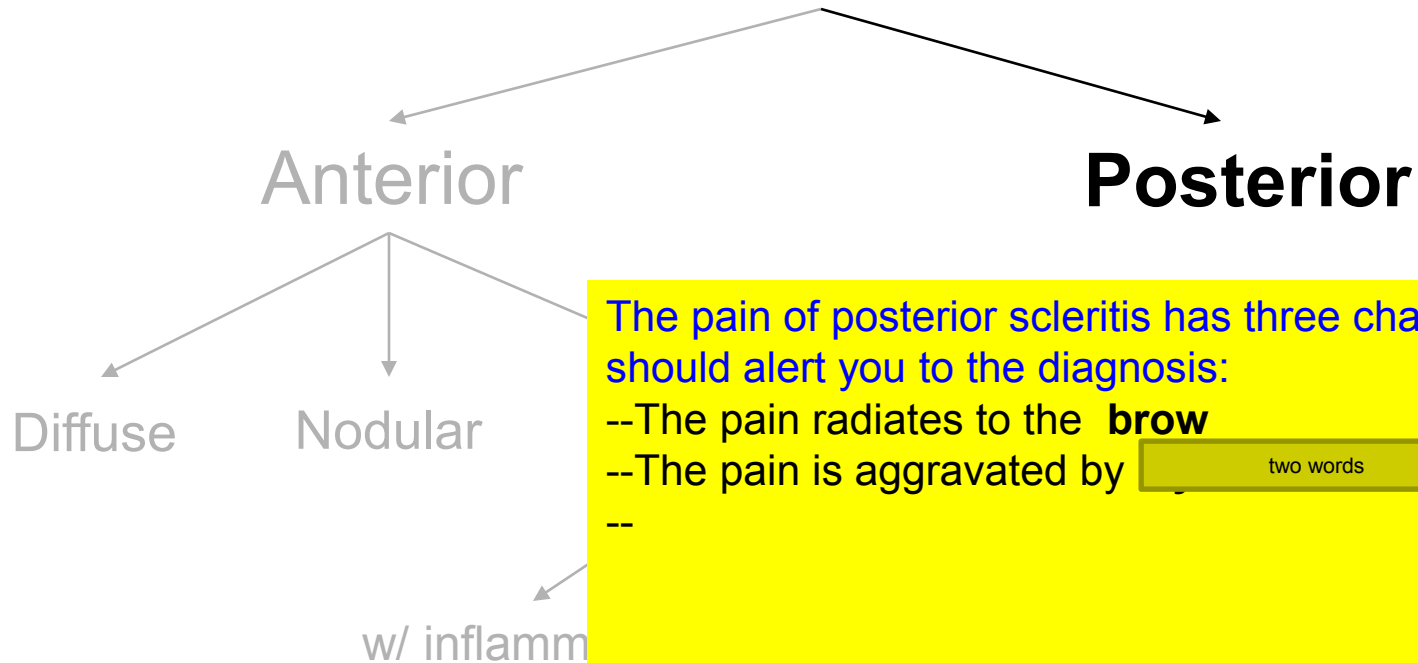 Anterior
Posterior
The pain of posterior scleritis has three cha
should alert you to the diagnosis:
--The pain radiates to the brow
--The pain is aggravated by two words
--
Diffuse
Nodular
w/ inflamm